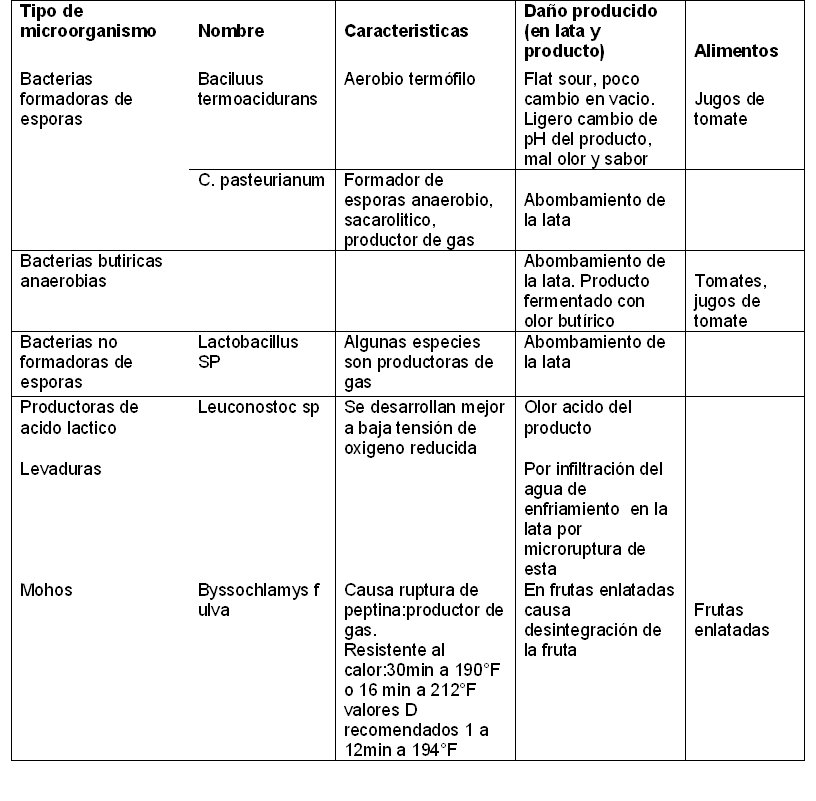 Tipo de
microorganismo
Nombre
Caracteristicas
Daño producido
(en lata y
producto)
Alimentos
Bacterias
formadoras de
esporas
Baciluus
termoacidurans
Aerobio termófilo
Flat sour, poco
cambio en vacio.
Ligero cambio de
pH del producto,
mal olor y sabor
Jugos de
tomate
C. pasteurianum
Formador de
esporas anaerobio,
sacarolitico,
productor de gas
Abombamiento de
la lata
Bacterias butiricas
anaerobias
Abombamiento de
la lata. Producto
fermentado con
olor butírico
Tomates,
jugos de
tomate
Bacterias no
formadoras de
esporas
Lactobacillus
SP
Algunas especies
son productoras de
gas
Abombamiento de
la lata
Productoras de
acido lactico
Leuconostoc sp
Se desarrollan mejor
a baja tensión de
oxigeno reducida
Olor acido del
producto
Levaduras
Por infiltración del
agua de
enfriamiento en la
lata por
microruptura de
esta
Mohos
Byssochlamys f
ulva
Causa ruptura de
peptina:productor de
gas.
Resistente al
calor:30min a 190°F
o 16 min a 212°F
valores D
recomendados 1 a
12min a 194°F
En frutas enlatadas
causa
desintegración de
la fruta
Frutas
enlatadas